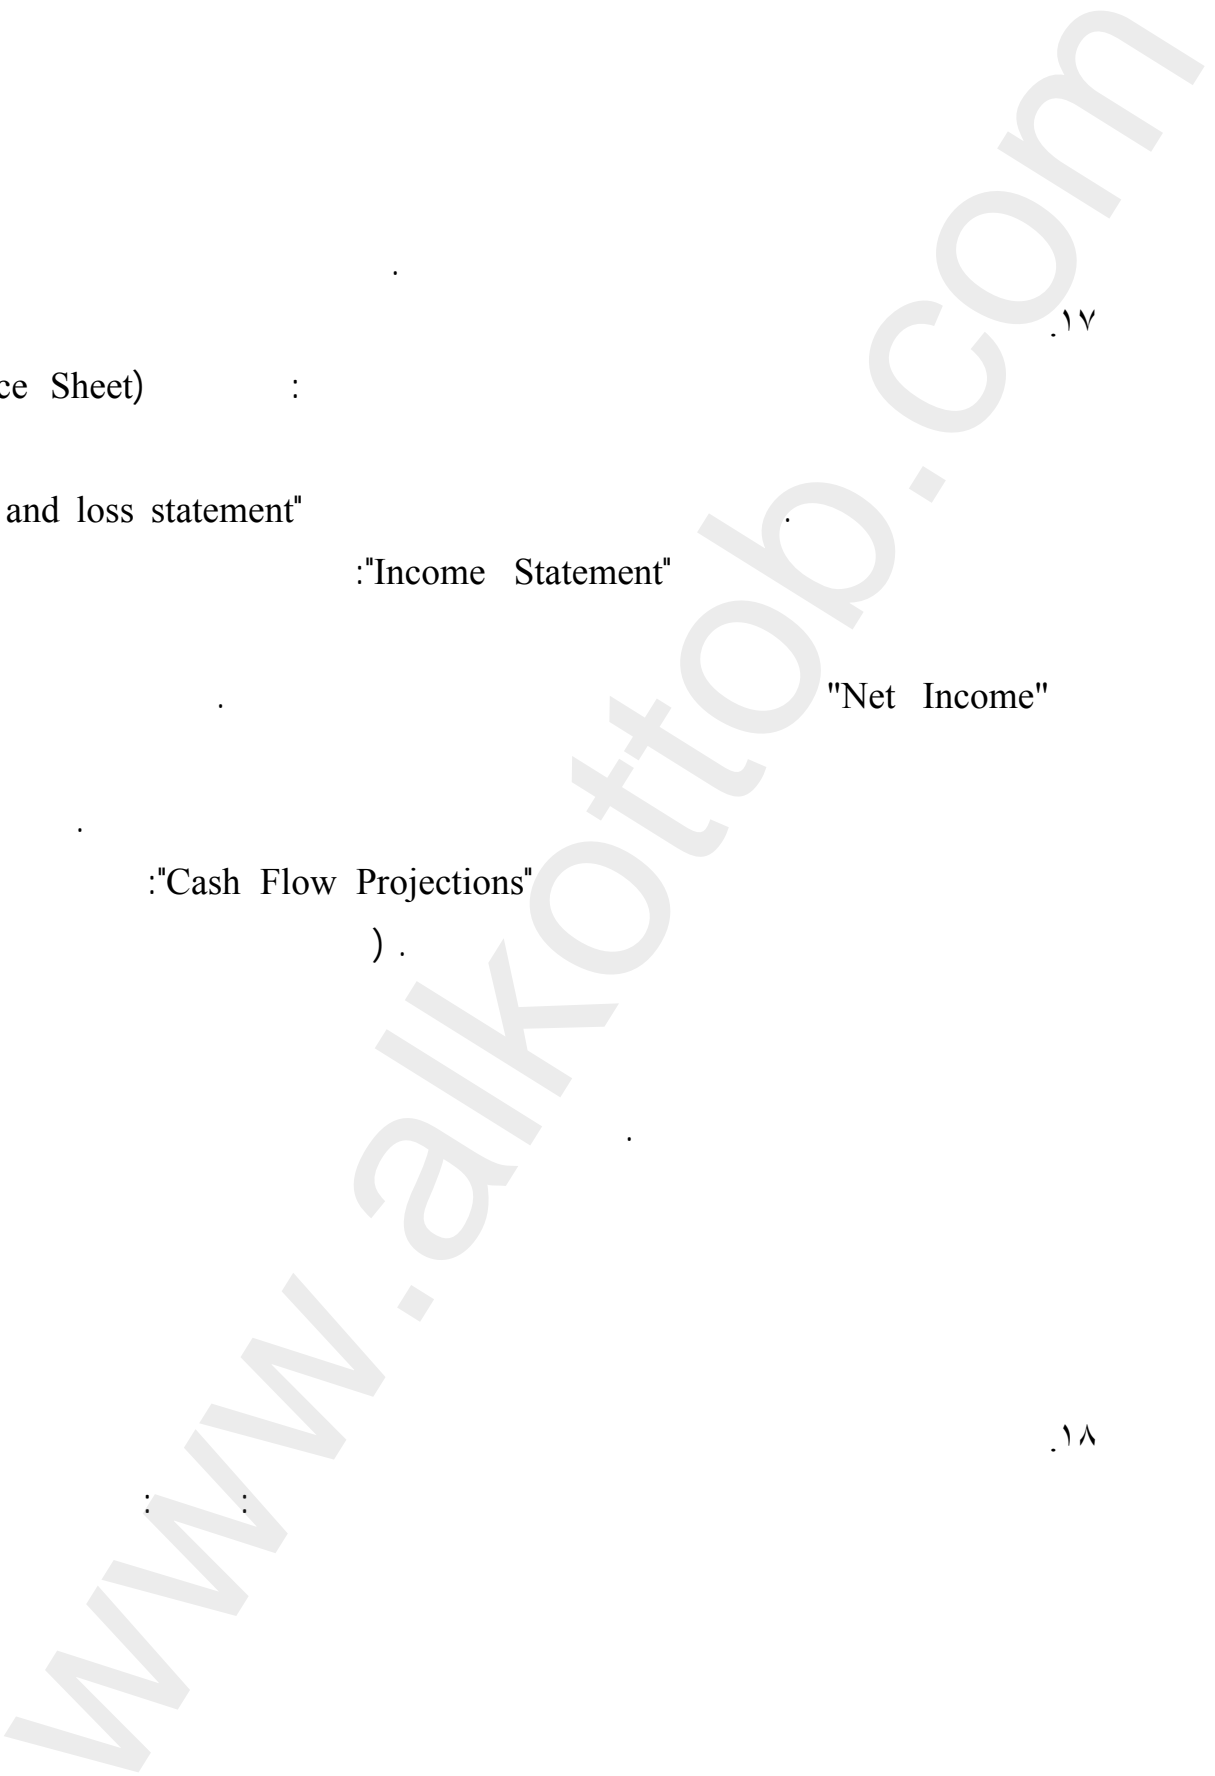 .
.١٧
ce Sheet) :
and loss statement" .
:"Income Statement"
"Net Income" .
.
:"Cash Flow Projections"
) .
.
.١٨
: :
www.alkottob.com